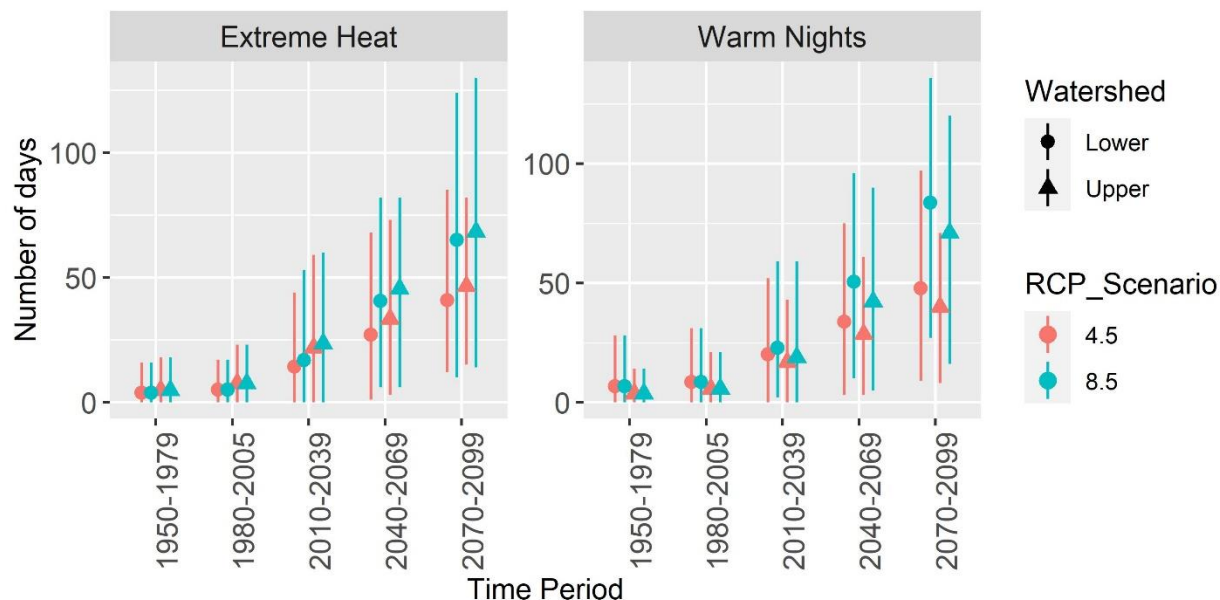 Extreme Heat
Warm Nights
Number of days
100
50
0
100
50
0
1950-1979
1980-2005
2010-2039
2040-2069
2070-2099
1950-1979
1980-2005
2010-2039
2040-2069
2070-2099
Time Period
Watershed
Lower
Upper
RCP_Scenario
4.5
8.5